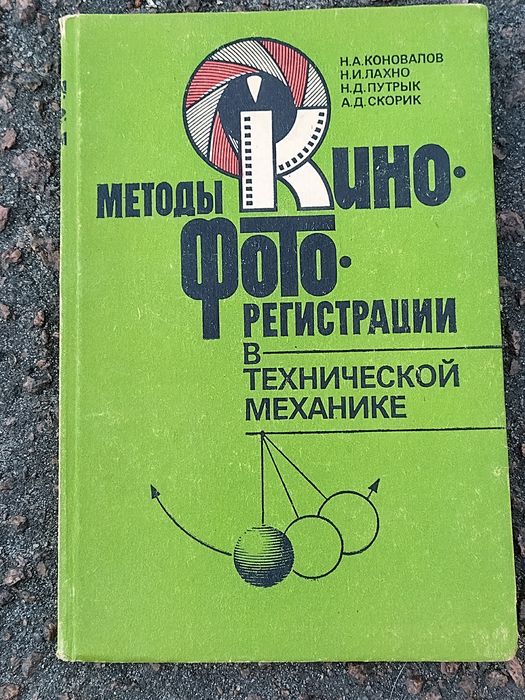 Н.А.КОНОВАЛОВ
Н.И.ЛАХНО
Н.Д.ПУТРЫК
А.Д.СКОРИК
МЕТОДЫ КИНО-
ФОТО-
РЕГИСТРАЦИИ
В
ТЕХНИЧЕСКОЙ
МЕХАНИКЕ